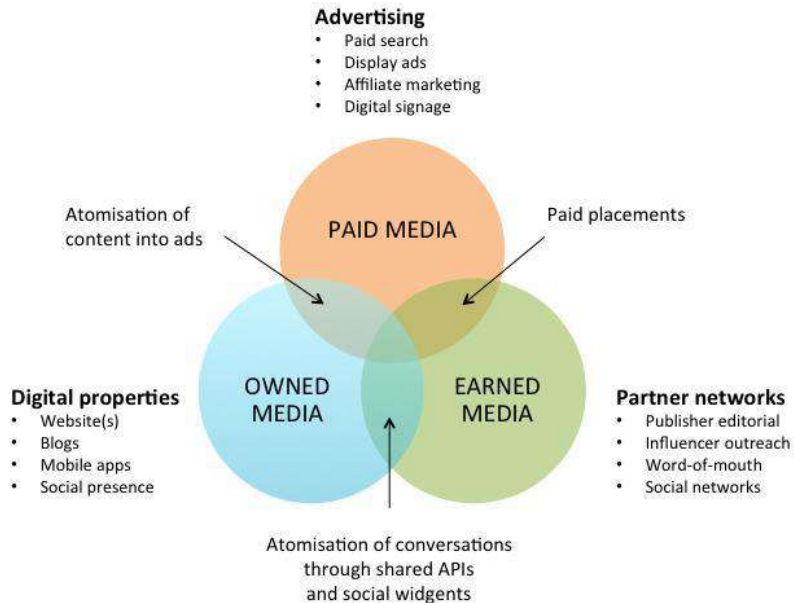 Advertising
• Paid search
• Display ads
• Affiliate marketing
• Digital signage
Atomisation of
content into ads
Paid placements
PAID MEDIA
OWNED
MEDIA
EARNED
MEDIA
Digital properties
• Website(s)
• Blogs
• Mobile apps
• Social presence
Partner networks
• Publisher editorial
• Influencer outreach
• Word-of-mouth
• Social networks
Atomisation of conversations
through shared APIs
and social widgents